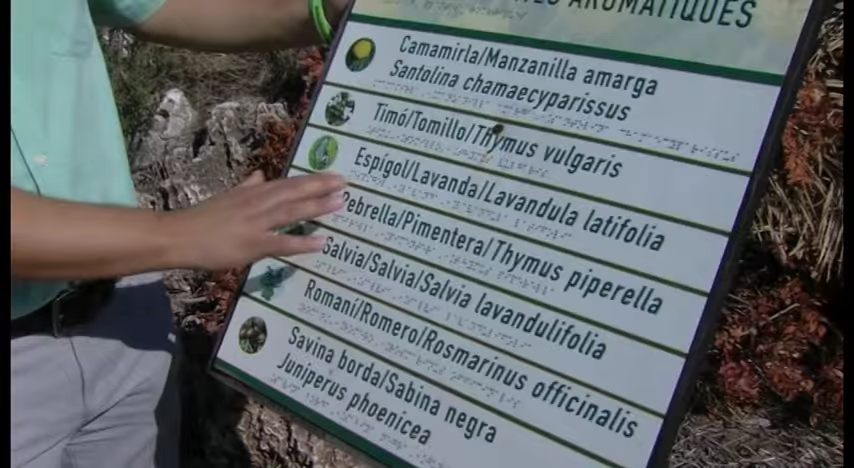 AROMÀTIQUES
Camamirla/Manzanilla amarga
Santolina chamaecyparissus
Timó/Tomillo/Thymus vulgaris
Espígol/Lavanda/Lavandula latifolia
Pebrella/Pimentera/Thymus piperella
Salvia/Salvia/Salvia lavandulifolia
Romaní/Romero/Rosmarinus officinalis
Savina borda/Sabina negra
Juniperus phoenicea